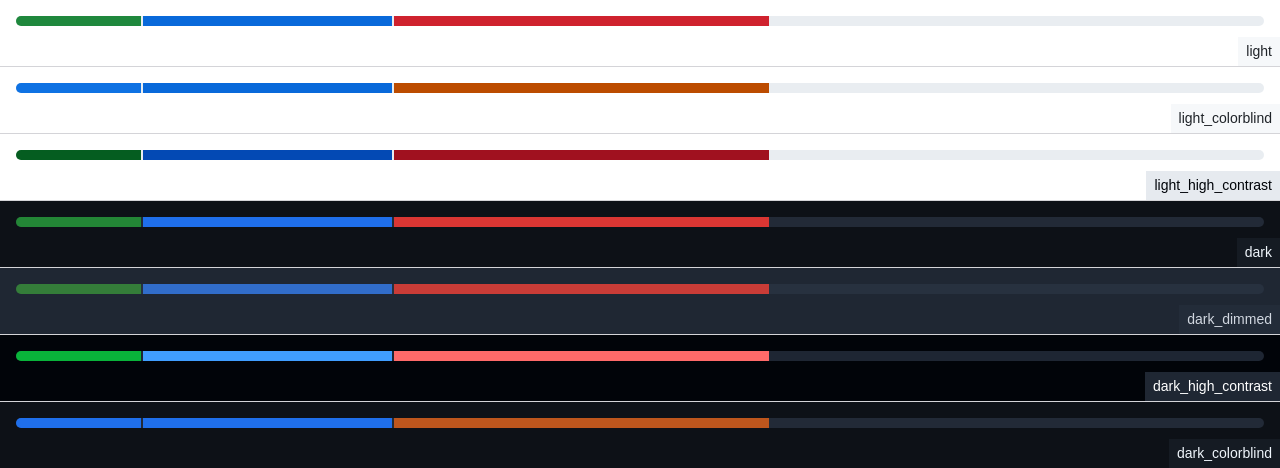 light
light_colorblind
light_high_contrast
dark
dark_dimmed
dark_high_contrast
dark_colorblind